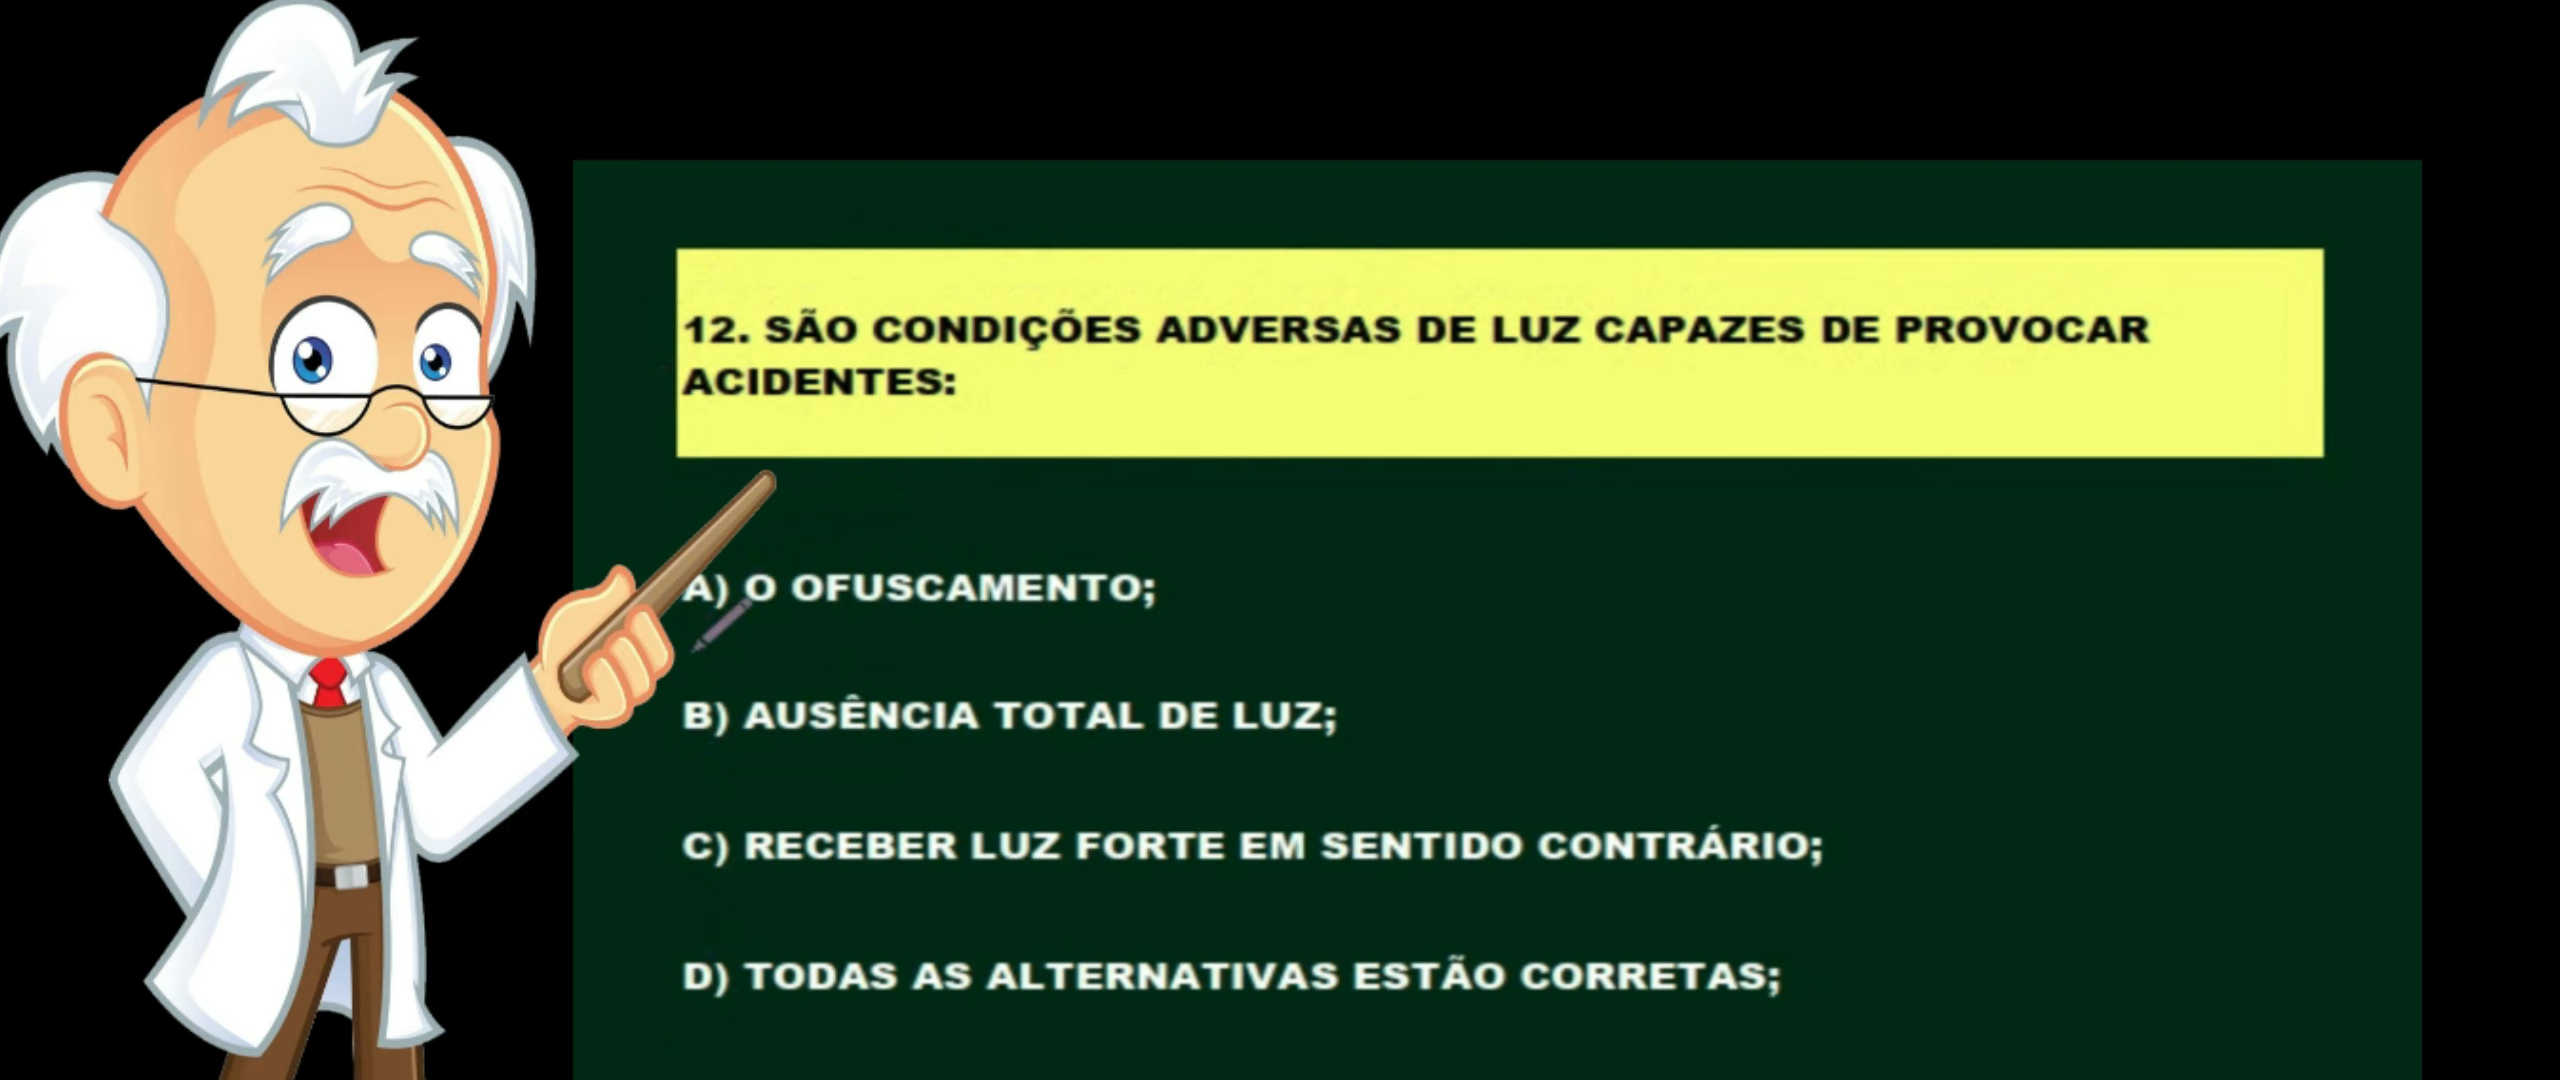 12. SÃO CONDIÇÕES ADVERSAS DE LUZ CAPAZES DE PROVOCAR
ACIDENTES:
A) O OFUSCAMENTO;
B) AUSÊNCIA TOTAL DE LUZ;
C) RECEBER LUZ FORTE EM SENTIDO CONTRÁRIO;
D) TODAS AS ALTERNATIVAS ESTÃO CORRETAS;